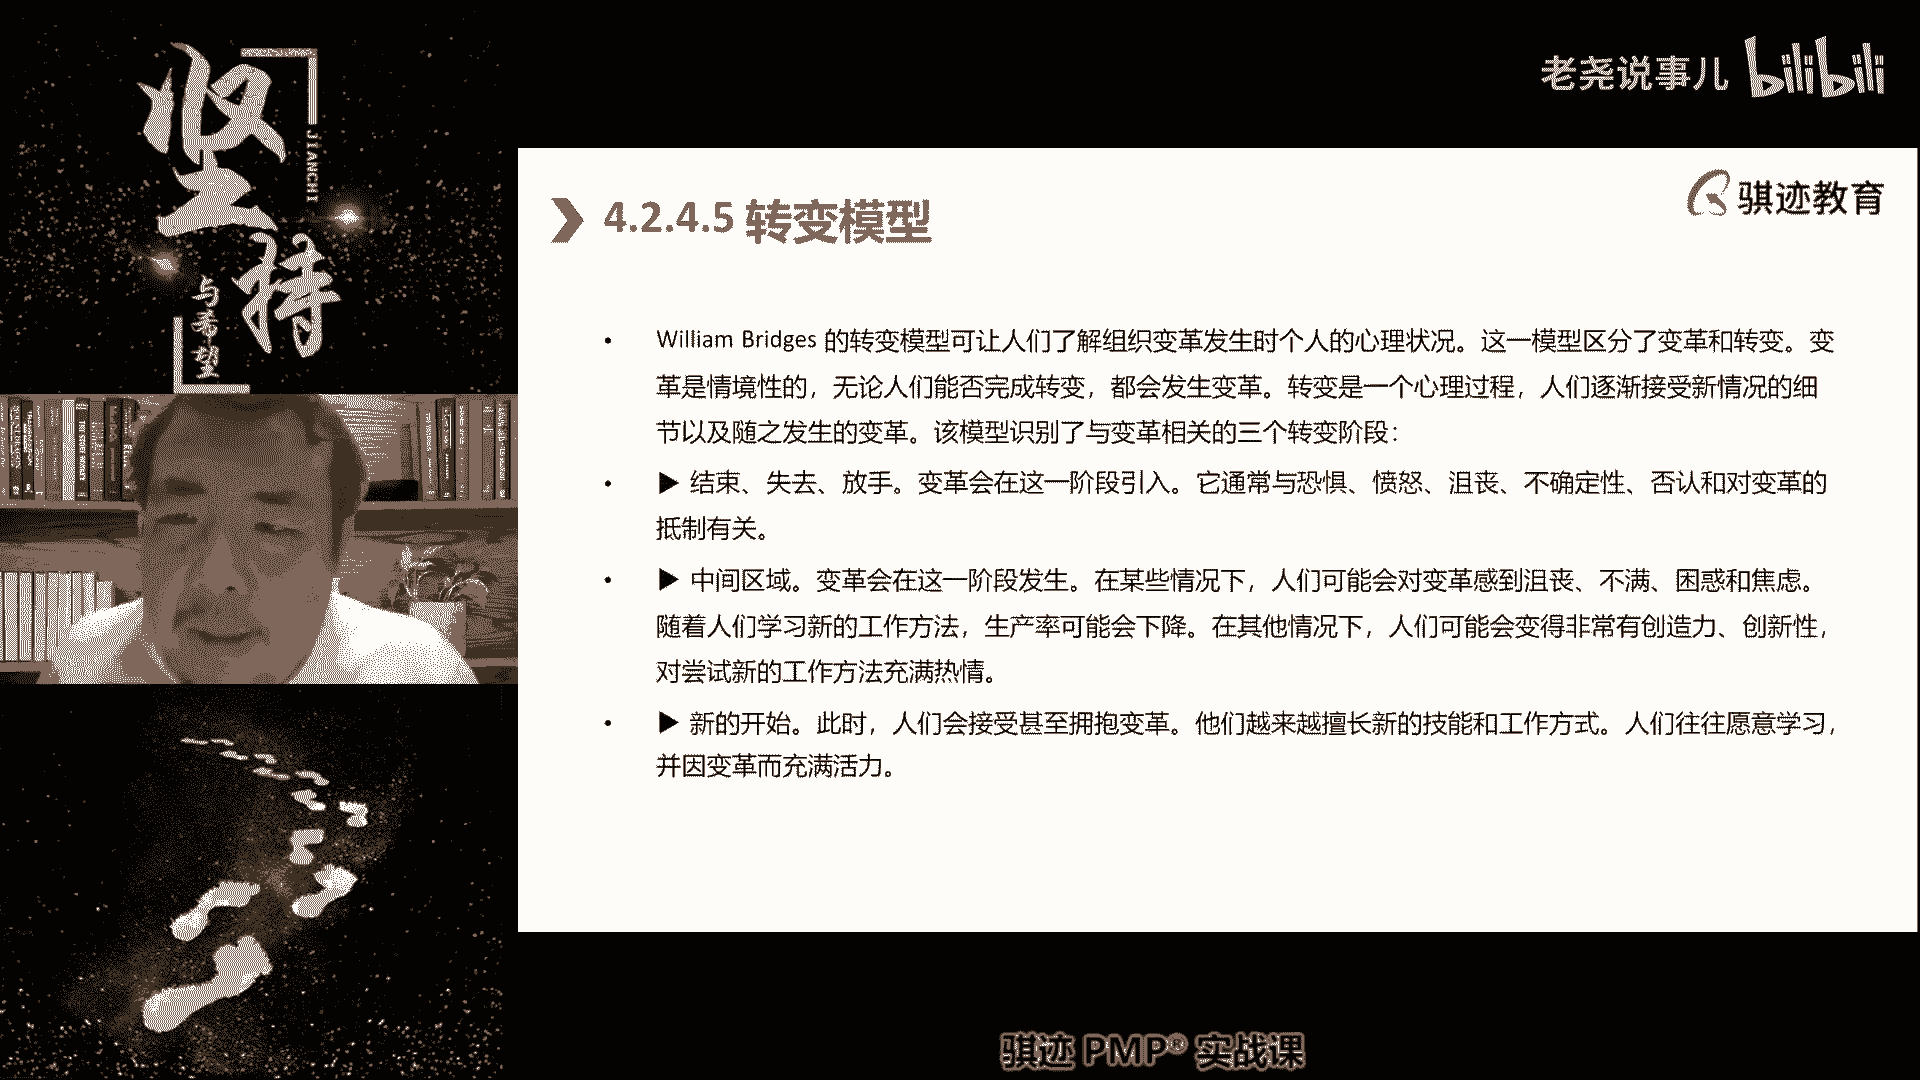 坚持
JIANCHI
与希望
老尧说事儿 bilibili
骐迹教育
4.2.4.5 转变模型
• William Bridges 的转变模型可让人们了解组织变革发生时个人的心理状况。这一模型区分了变革和转变。变
革是情境性的，无论人们能否完成转变，都会发生变革。转变是一个心理过程，人们逐渐接受新情况的细
节以及随之发生的变革。该模型识别了与变革相关的三个转变阶段：
• ▶ 结束、失去、放手。变革会在这一阶段引入。它通常与恐惧、愤怒、沮丧、不确定性、否认和对变革的
抵制有关。
• ▶ 中间区域。变革会在这一阶段发生。在某些情况下，人们可能会对变革感到沮丧、不满、困惑和焦虑。
随着人们学习新的工作方法，生产率可能会下降。在其他情况下，人们可能会变得非常有创造力、创新性，
对尝试新的工作方法充满热情。
• ▶ 新的开始。此时，人们会接受甚至拥抱变革。他们越来越擅长新的技能和工作方式。人们往往愿意学习，
并因变革而充满活力。
骐迹 PMP® 实战课